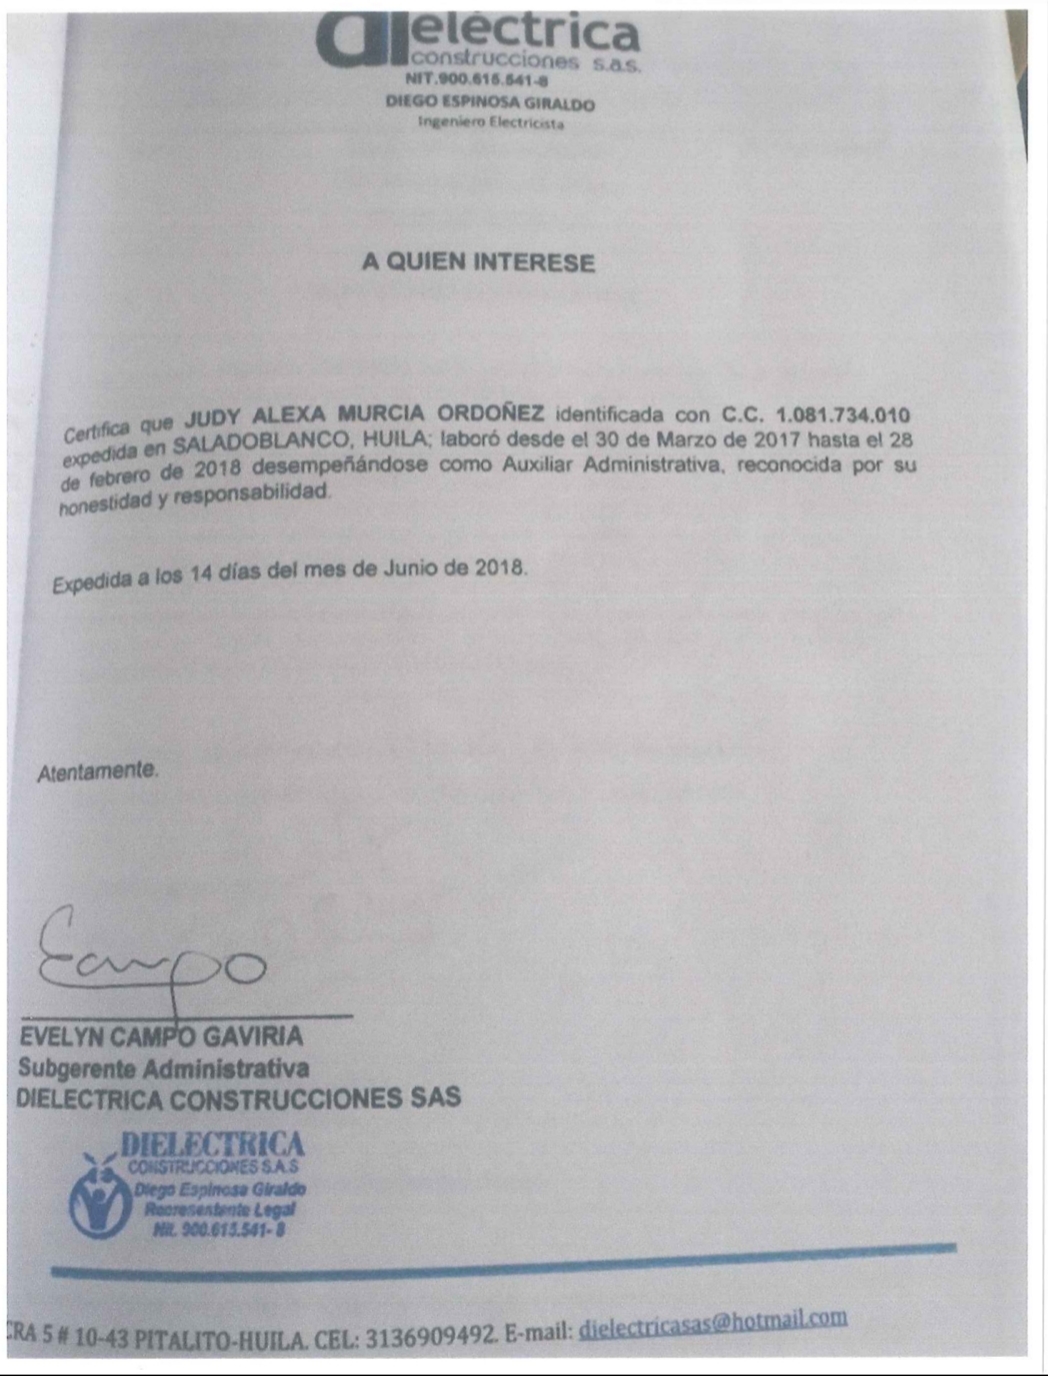 dieléctrica
construcciones s.a.s.
NIT.900.615.541-8
DIEGO ESPINOSA GIRALDO
Ingeniero Electricista
A QUIEN INTERESE
Certifica que JUDY ALEXA MURCIA ORDOÑEZ identificada con C.C. 1.081.734.010
expedida en SALADOBLANCO, HUILA; laboró desde el 30 de Marzo de 2017 hasta el 28
de febrero de 2018 desempeñándose como Auxiliar Administrativa, reconocida por su
honestidad y responsabilidad.
Expedida a los 14 días del mes de Junio de 2018.
Atentamente.
Ecampo
EVELYN CAMPO GAVIRIA
Subgerente Administrativa
DIELECTRICA CONSTRUCCIONES SAS
DIELECTRICA
CONSTRUCCIONES S.A.S
Diego Espinosa Giraldo
Representante Legal
Nit. 900.615.541- 8
CRA 5 # 10-43 PITALITO-HUILA. CEL: 3136909492. E-mail: dielectricasas@hotmail.com